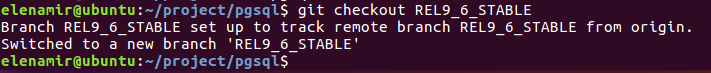 elenamir@ubuntu:~/project/pgsql$ git checkout REL9_6_STABLE
Branch REL9_6_STABLE set up to track remote branch REL9_6_STABLE from origin.
Switched to a new branch 'REL9_6_STABLE'
elenamir@ubuntu:~/project/pgsql$